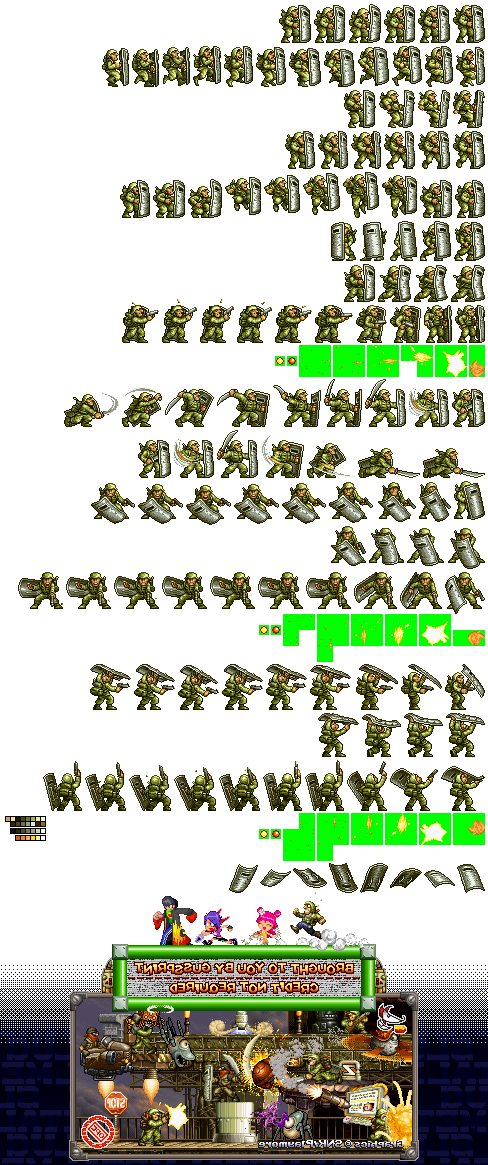 BROUGHT TO YOU BY GUSSPRINT
CREDIT NOT REQUIRED
STOP
Graphics © SNK/Playmore